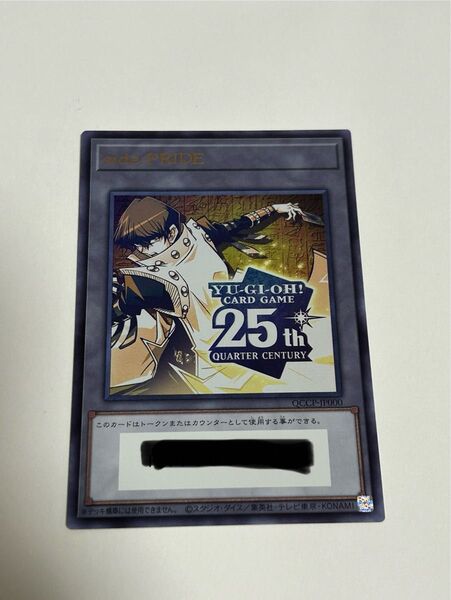 side:PRIDE
YU-GI-OH!
CARD GAME
25th
QUARTER CENTURY
QCCP-JP000
このカードはトークンまたはカウンターとして使用する事ができる。
※デッキ構築には使用できません。 ©スタジオ・ダイス/集英社・テレビ東京・KONAMI